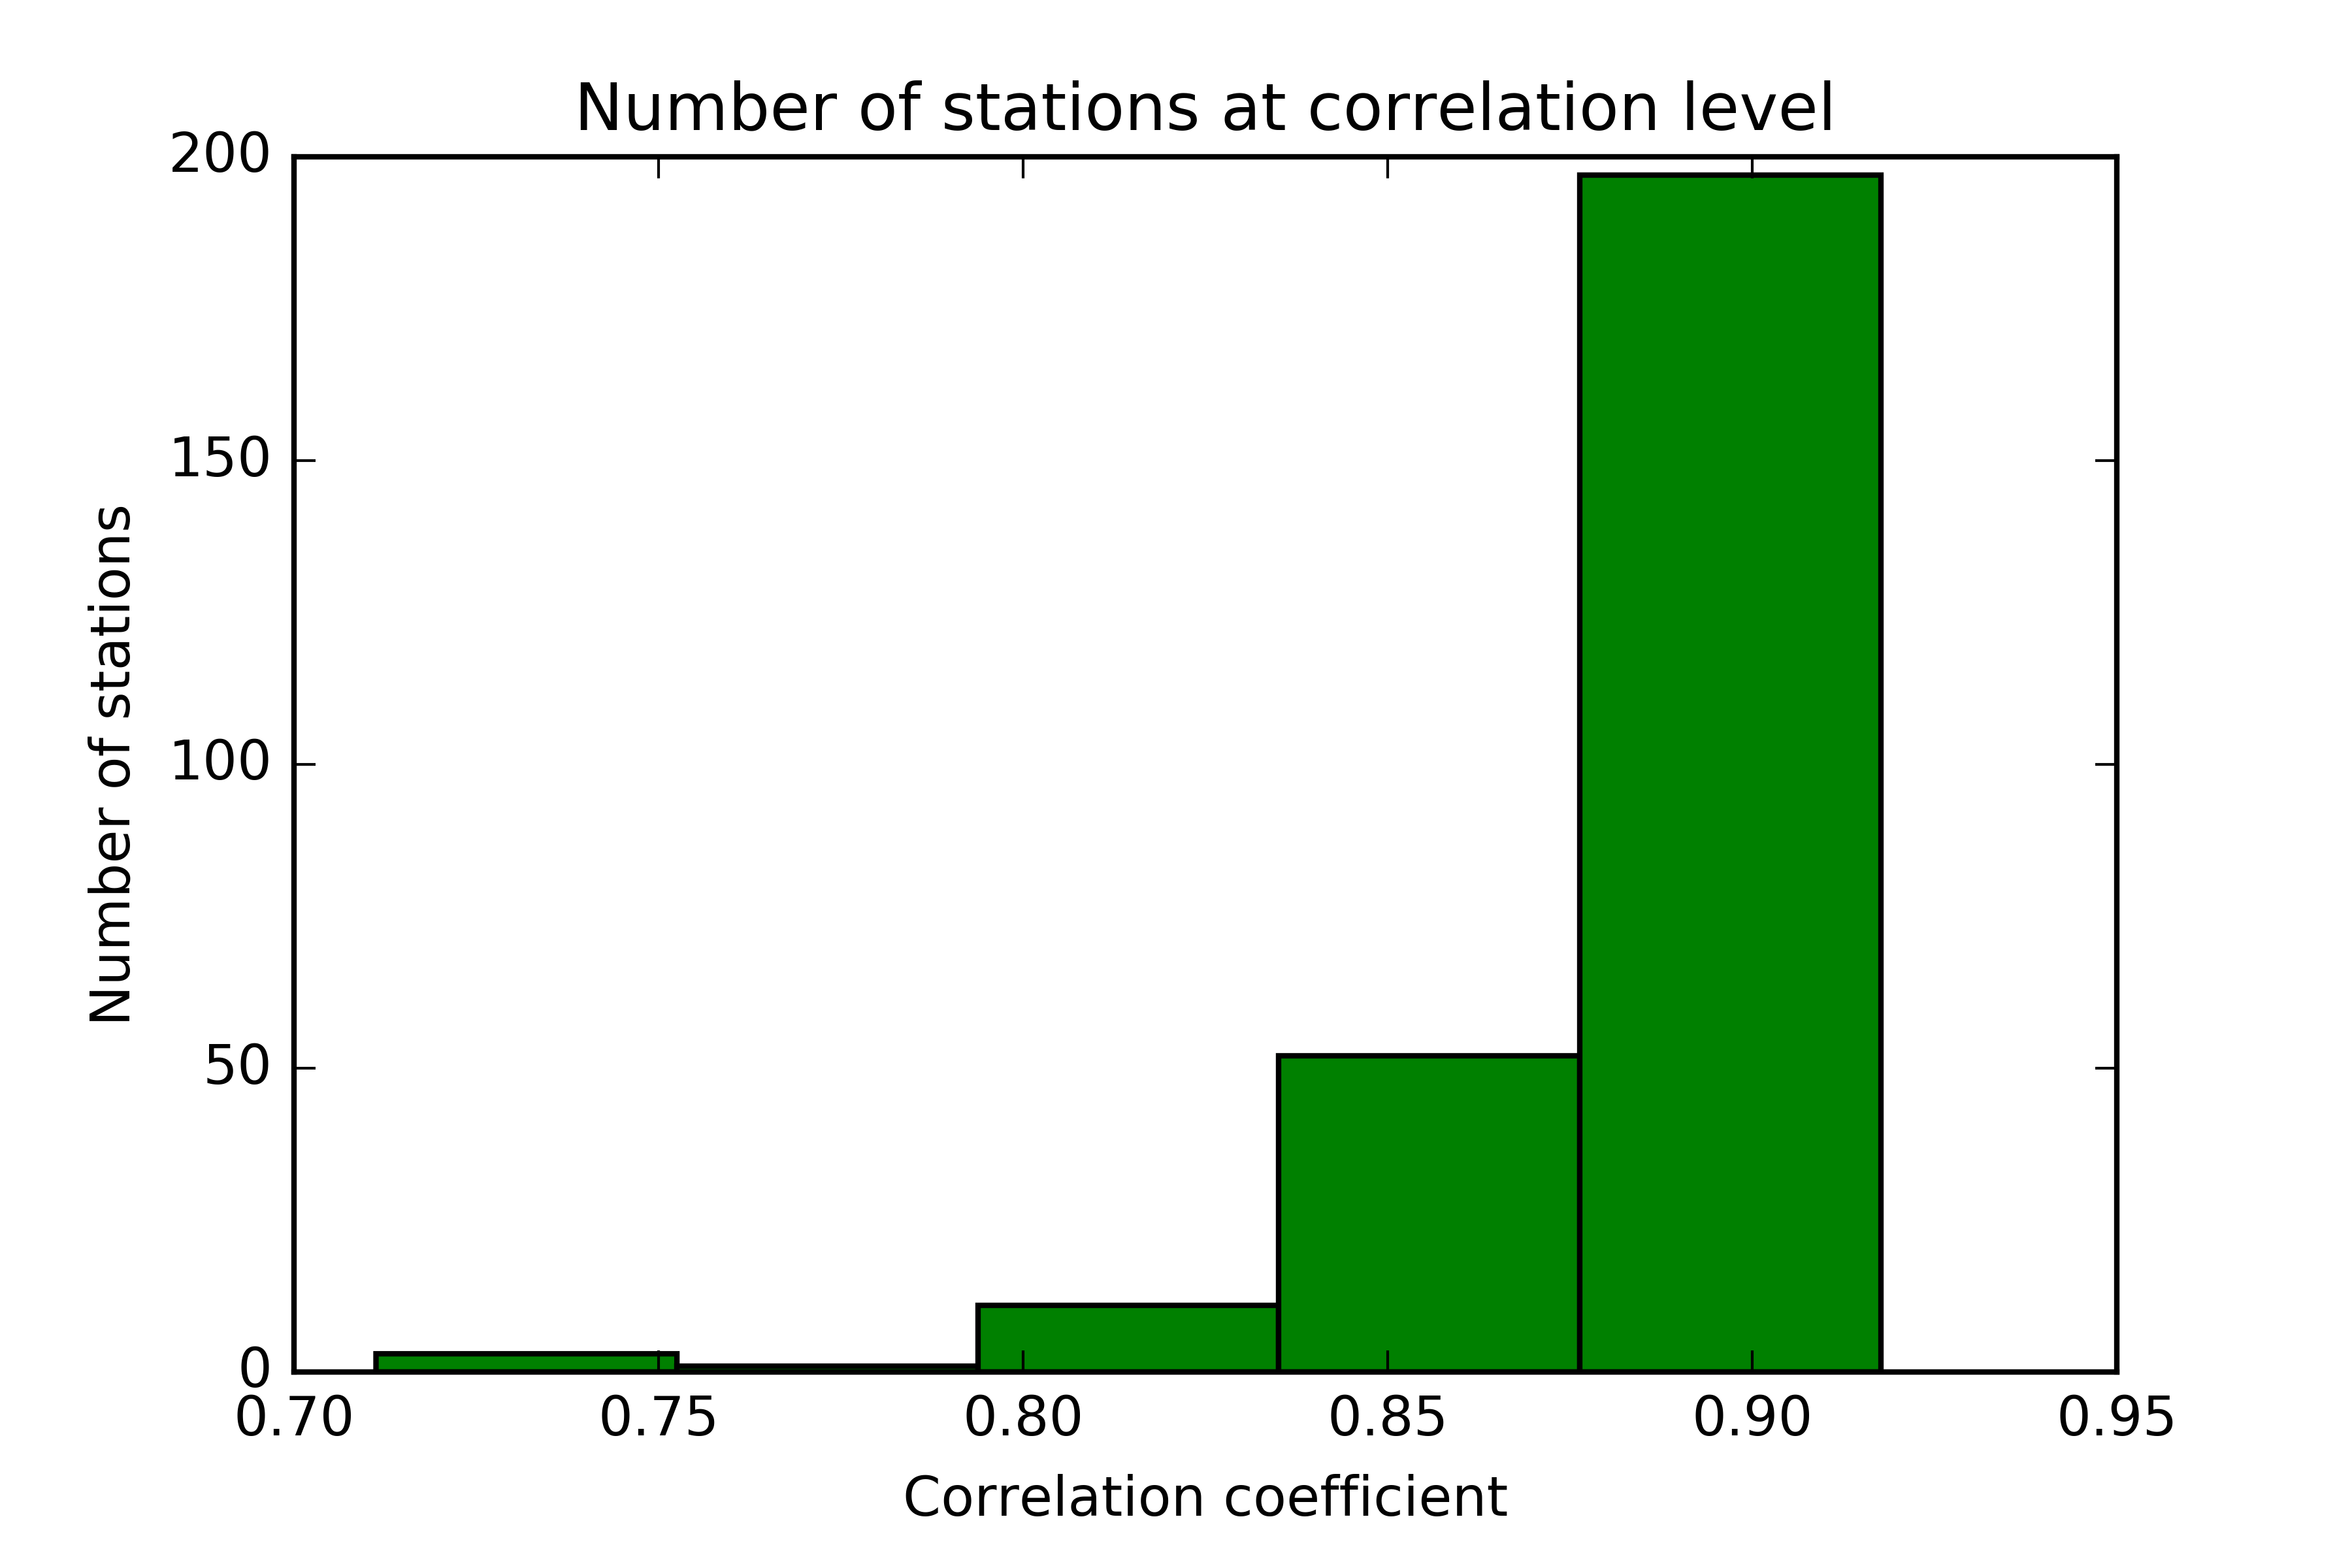 Number of stations at correlation level
200
150
100
50
0
Number of stations
0.70 0.75 0.80 0.85 0.90 0.95
Correlation coefficient